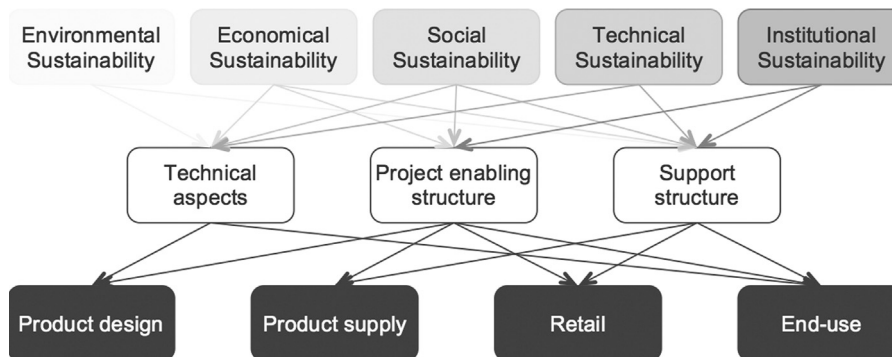 Environmental
Sustainability
Economical
Sustainability
Social
Sustainability
Technical
Sustainability
Institutional
Sustainability
Technical
aspects
Project enabling
structure
Support
structure
Product design
Product supply
Retail
End-use